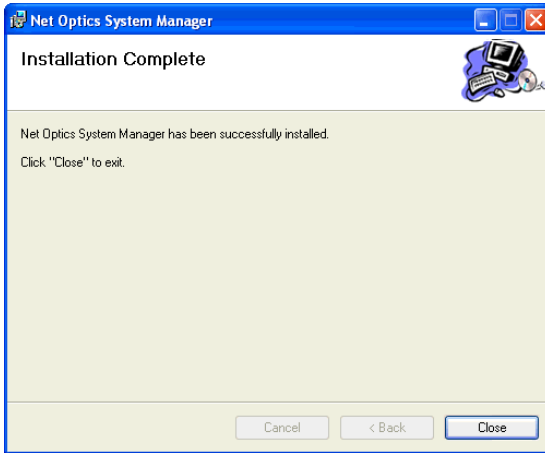 Net Optics System Manager
Installation Complete
Net Optics System Manager has been successfully installed.
Click "Close" to exit.
Cancel
< Back
Close